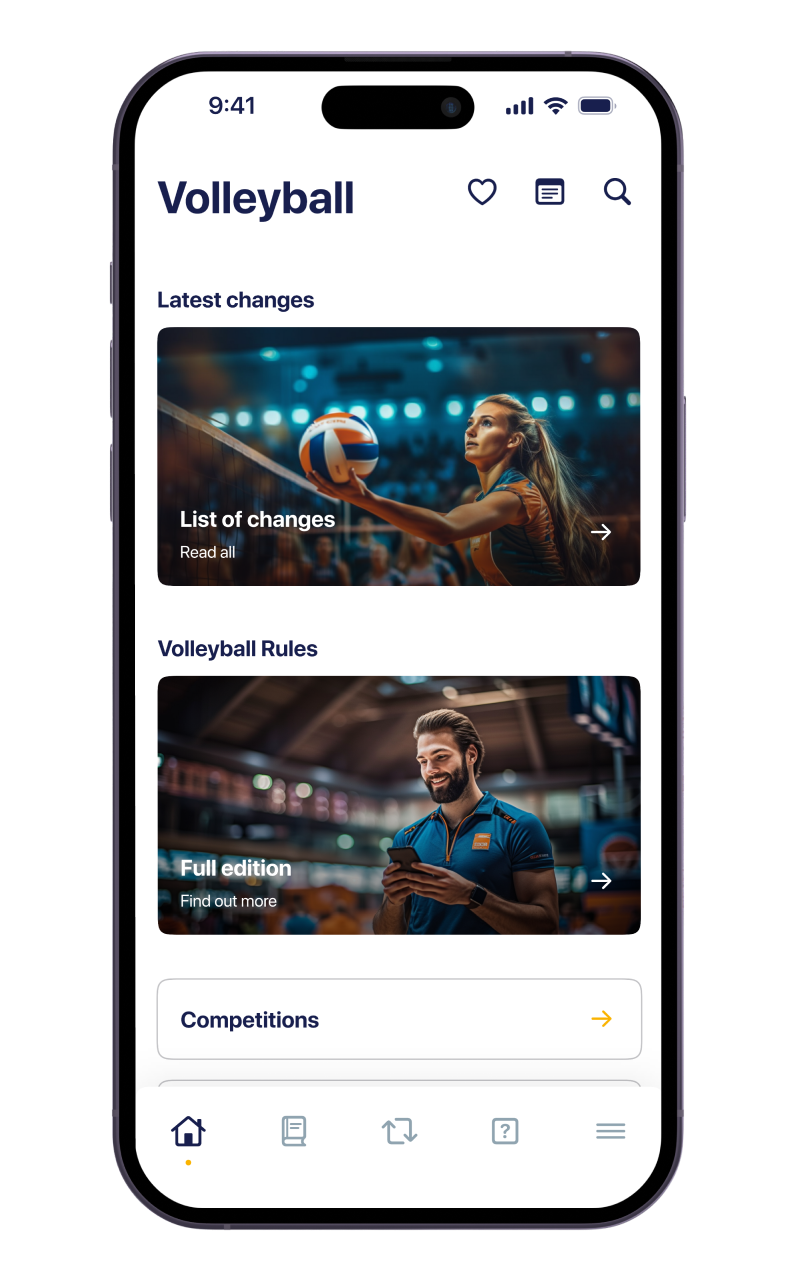 9:41
Volleyball
Latest changes
List of changes
Read all
Volleyball Rules
Full edition
Find out more
Competitions
?